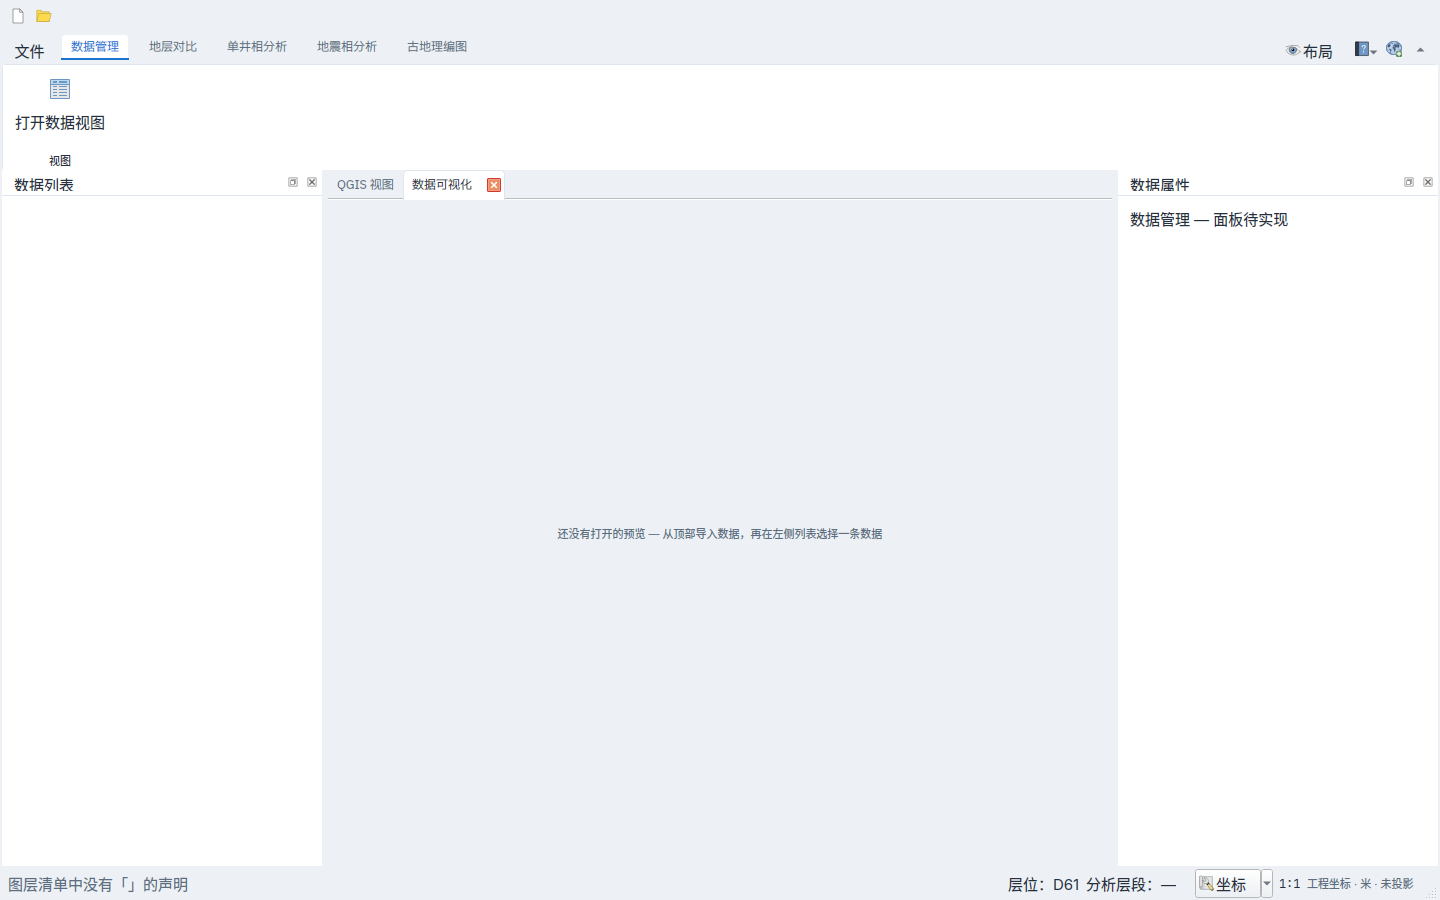 文件
数据管理
地层对比
单井相分析
地震相分析
古地理编图
布局
打开数据视图
视图
数据列表
QGIS 视图
数据可视化
数据属性
数据管理 — 面板待实现
还没有打开的预览 — 从顶部导入数据，再在左侧列表选择一条数据
图层清单中没有「」的声明
层位：D61 分析层段：—
坐标
1:1
工程坐标 · 米 · 未投影